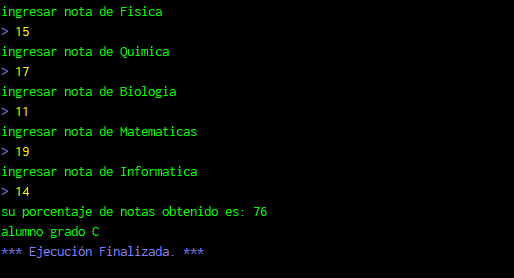 ingresar nota de Fisica
> 15
ingresar nota de Quimica
> 17
ingresar nota de Biologia
> 11
ingresar nota de Matematicas
> 19
ingresar nota de Informatica
> 14
su porcentaje de notas obtenido es: 76
alumno grado C
*** Ejecución Finalizada. ***